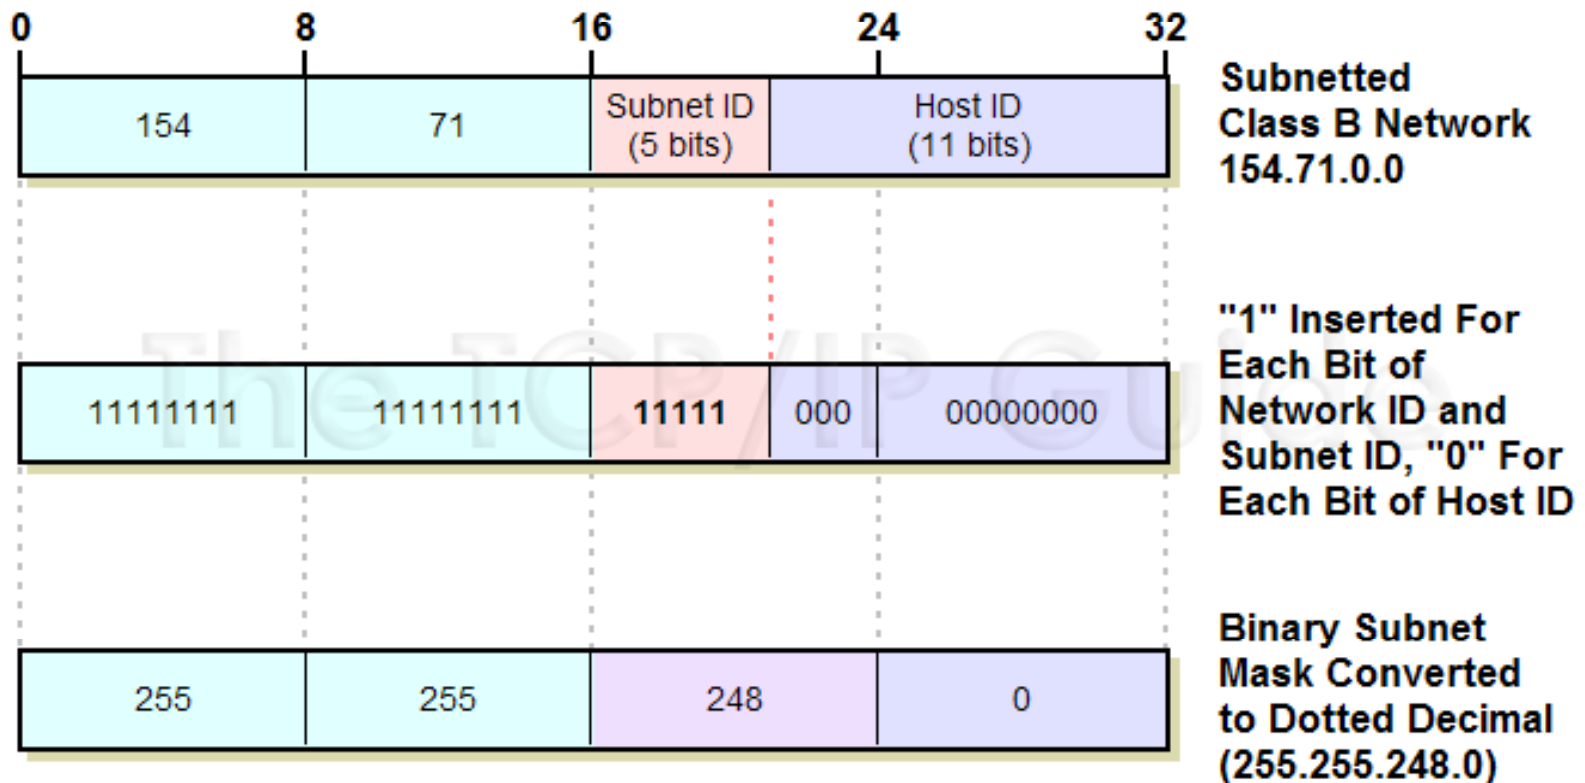 0 8 16 24 32
154 71 Subnet ID (5 bits) Host ID (11 bits)
Subnetted
Class B Network
154.71.0.0
The TCP/IP Guide
11111111 11111111 11111 000 00000000
"1" Inserted For
Each Bit of
Network ID and
Subnet ID, "0" For
Each Bit of Host ID
255 255 248 0
Binary Subnet
Mask Converted
to Dotted Decimal
(255.255.248.0)